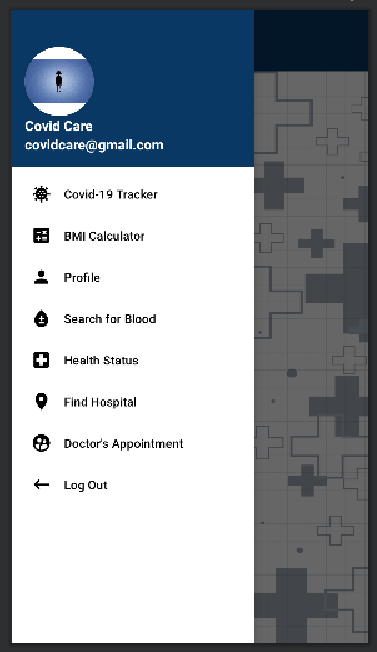 Covid Care
covidcare@gmail.com
Covid-19 Tracker
BMI Calculator
Profile
Search for Blood
Health Status
Find Hospital
Doctor's Appointment
Log Out